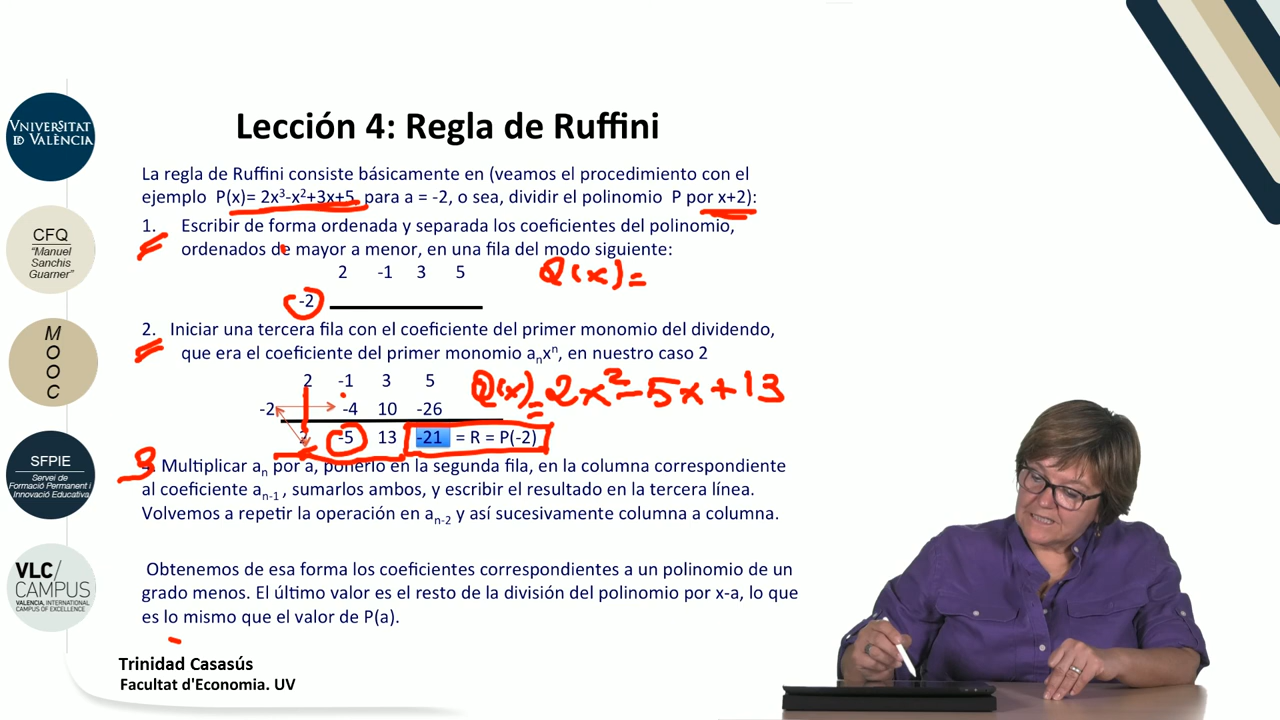 Lección 4: Regla de Ruffini
VNIVERSITAT
ID VALÈNCIA
CFQ
"Manuel
Sanchis
Guarner"
M
O
O
C
SFPIE
Servei de
Formació Permanent i
Innovació Educativa
VLC/
CAMPUS
VALENCIA, INTERNATIONAL
CAMPUS OF EXCELLENCE
La regla de Ruffini consiste básicamente en (veamos el procedimiento con el
ejemplo P(x)= 2x³-x²+3x+5 para a = -2, o sea, dividir el polinomio P por x+2):
1. Escribir de forma ordenada y separada los coeficientes del polinomio,
ordenados de mayor a menor, en una fila del modo siguiente:
2 -1 3 5
Q(x)=
-2
2. Iniciar una tercera fila con el coeficiente del primer monomio del dividendo,
que era el coeficiente del primer monomio aₙxⁿ, en nuestro caso 2
2 -1 3 5
Q(x)=2x²-5x+13
-2 -4 10 -26
2 -5 13 -21 = R = P(-2)
3 Multiplicar aₙ por a, ponerlo en la segunda fila, en la columna correspondiente
al coeficiente aₙ₋₁ , sumarlos ambos, y escribir el resultado en la tercera línea.
Volvemos a repetir la operación en aₙ₋₂ y así sucesivamente columna a columna.
Obtenemos de esa forma los coeficientes correspondientes a un polinomio de un
grado menos. El último valor es el resto de la división del polinomio por x-a, lo que
es lo mismo que el valor de P(a).
Trinidad Casasús
Facultat d'Economia. UV